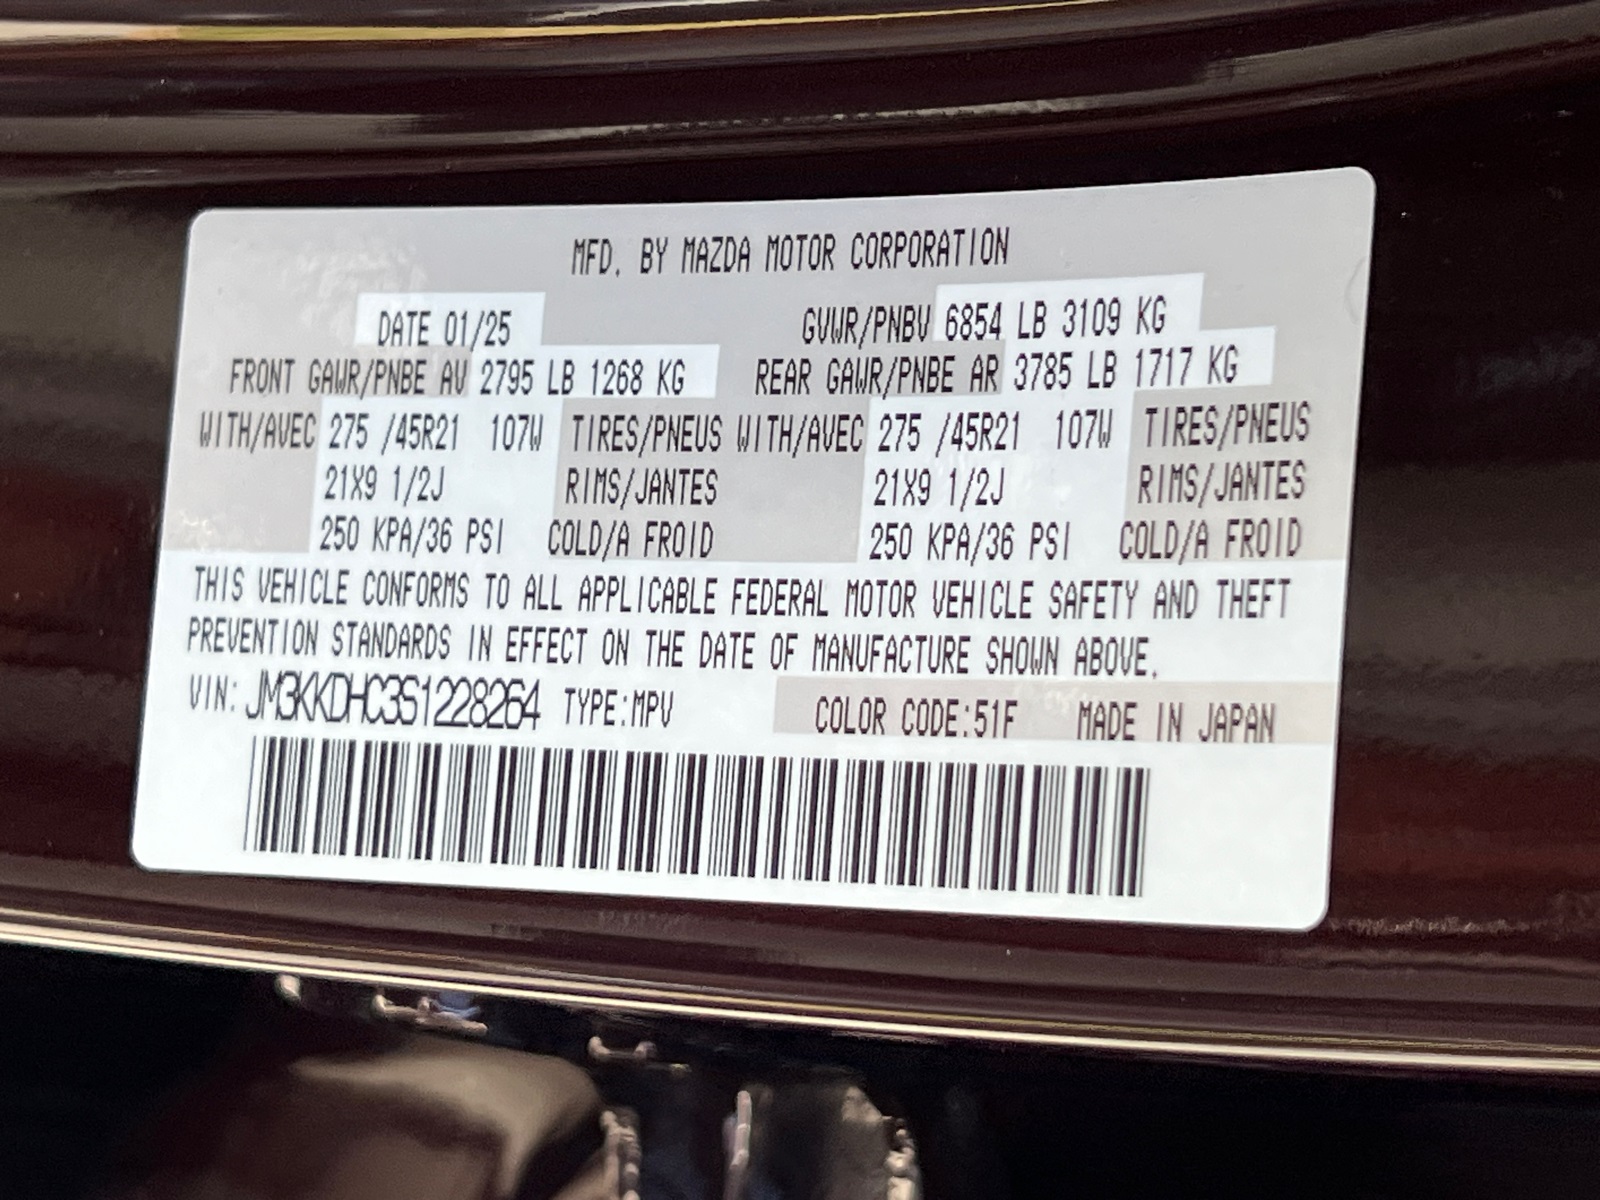 MFD. BY MAZDA MOTOR CORPORATION
DATE 01/25 GVWR/PNBV 6854 LB 3109 KG
FRONT GAWR/PNBE AV 2795 LB 1268 KG REAR GAWR/PNBE AR 3785 LB 1717 KG
WITH/AVEC 275 /45R21 107W TIRES/PNEUS WITH/AVEC 275 /45R21 107W TIRES/PNEUS
21X9 1/2J RIMS/JANTES 21X9 1/2J RIMS/JANTES
250 KPA/36 PSI COLD/A FROID 250 KPA/36 PSI COLD/A FROID
THIS VEHICLE CONFORMS TO ALL APPLICABLE FEDERAL MOTOR VEHICLE SAFETY AND THEFT
PREVENTION STANDARDS IN EFFECT ON THE DATE OF MANUFACTURE SHOWN ABOVE.
VIN: JM3KKDHC3S1228264 TYPE:MPV COLOR CODE:51F MADE IN JAPAN